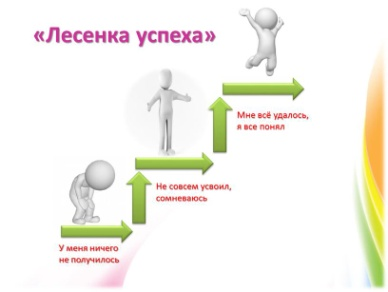 «Лесенка успеха»
Мне всё удалось,
я все понял
Не совсем усвоил,
сомневаюсь
У меня ничего
не получилось